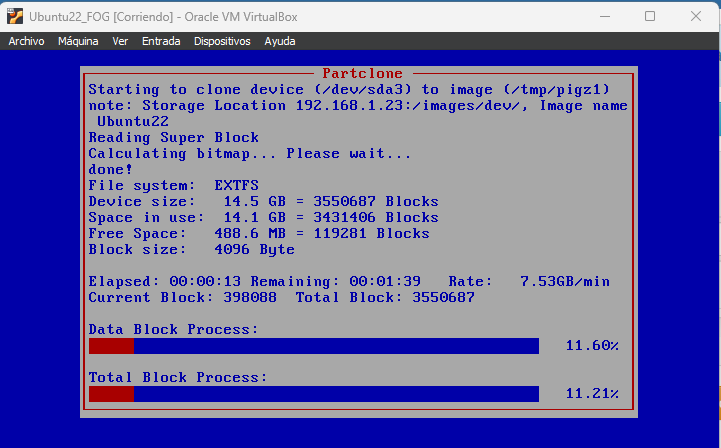 Ubuntu22_FOG [Corriendo] - Oracle VM VirtualBox
Archivo Máquina Ver Entrada Dispositivos Ayuda
Partclone
Starting to clone device (/dev/sda3) to image (/tmp/pigz1)
note: Storage Location 192.168.1.23:/images/dev/, Image name
Ubuntu22
Reading Super Block
Calculating bitmap... Please wait...
done!
File system:  EXTFS
Device size:   14.5 GB = 3550687 Blocks
Space in use:  14.1 GB = 3431406 Blocks
Free Space:   488.6 MB = 119281 Blocks
Block size:   4096 Byte
Elapsed: 00:00:13 Remaining: 00:01:39   Rate:   7.53GB/min
Current Block: 398088  Total Block: 3550687
Data Block Process:
11.60%
Total Block Process:
11.21%